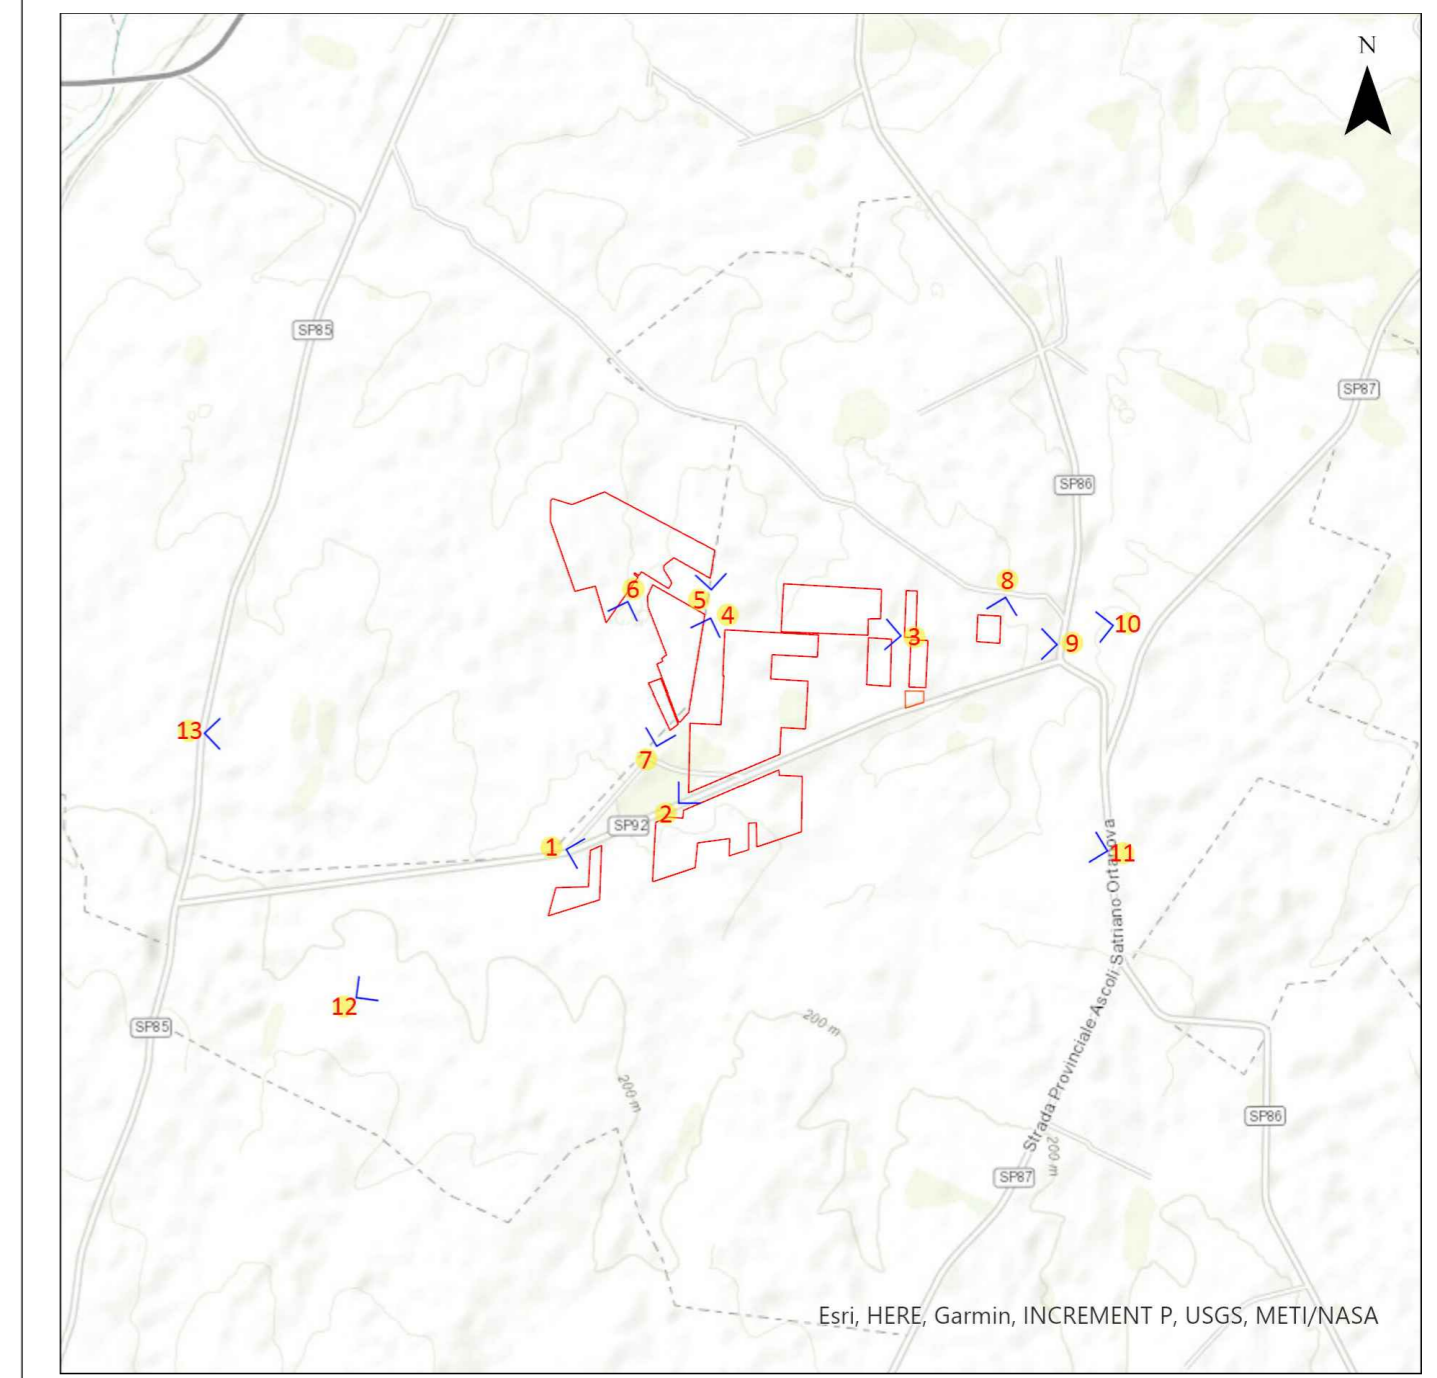 N
SP85
SP87
SP86
8
6
5
4
10
3
9
13
7
2
SP92
1
11
Strada Provinciale Ascoli Satriano Ortanova
12
200 m
SP85
200 m
SP86
200 m
SP87
Esri, HERE, Garmin, INCREMENT P, USGS, METI/NASA